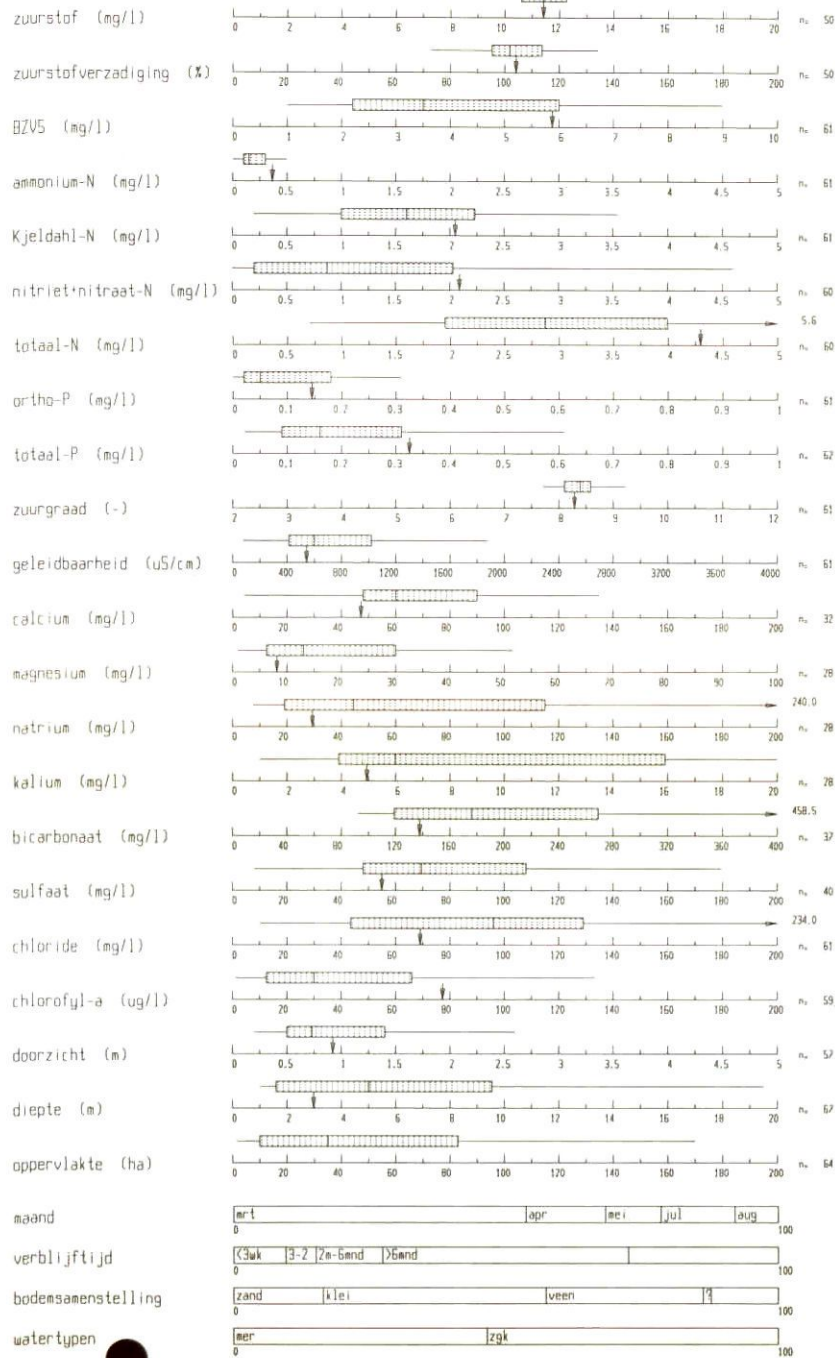 zuurstof (mg/l) 0 2 4 6 8 10 12 14 16 18 20 n= 50
zuurstofverzadiging (%) 0 20 40 60 80 100 120 140 160 180 200 n= 50
BZV5 (mg/l) 0 1 2 3 4 5 6 7 8 9 10 n= 61
ammonium-N (mg/l) 0 0.5 1 1.5 2 2.5 3 3.5 4 4.5 5 n= 61
Kjeldahl-N (mg/l) 0 0.5 1 1.5 2 2.5 3 3.5 4 4.5 5 n= 61
nitriet+nitraat-N (mg/l) 0 0.5 1 1.5 2 2.5 3 3.5 4 4.5 5 n= 60
5.6
totaal-N (mg/l) 0 0.5 1 1.5 2 2.5 3 3.5 4 4.5 5 n= 60
ortho-P (mg/l) 0 0.1 0.2 0.3 0.4 0.5 0.6 0.7 0.8 0.9 1 n= 61
totaal-P (mg/l) 0 0.1 0.2 0.3 0.4 0.5 0.6 0.7 0.8 0.9 1 n= 62
zuurgraad (-) 2 3 4 5 6 7 8 9 10 11 12 n= 61
geleidbaarheid (uS/cm) 0 400 800 1200 1600 2000 2400 2800 3200 3600 4000 n= 61
calcium (mg/l) 0 20 40 60 80 100 120 140 160 180 200 n= 32
magnesium (mg/l) 0 10 20 30 40 50 60 70 80 90 100 n= 28
240.0
natrium (mg/l) 0 20 40 60 80 100 120 140 160 180 200 n= 28
kalium (mg/l) 0 2 4 6 8 10 12 14 16 18 20 n= 28
458.5
bicarbonaat (mg/l) 0 40 80 120 160 200 240 280 320 360 400 n= 37
sulfaat (mg/l) 0 20 40 60 80 100 120 140 160 180 200 n= 40
234.0
chloride (mg/l) 0 20 40 60 80 100 120 140 160 180 200 n= 61
chlorofyl-a (ug/l) 0 20 40 60 80 100 120 140 160 180 200 n= 59
doorzicht (m) 0 0.5 1 1.5 2 2.5 3 3.5 4 4.5 5 n= 57
diepte (m) 0 2 4 6 8 10 12 14 16 18 20 n= 62
oppervlakte (ha) 0 20 40 60 80 100 120 140 160 180 200 n= 64
maand mrt apr mei jul aug
0 100
verblijftijd <3wk 3-2 2m-6mnd >6mnd
0 100
bodemsamenstelling zand klei veen ?
0 100
watertypen mer zgk
0 100